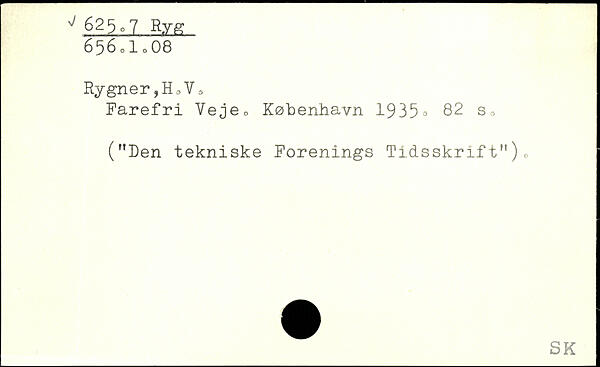 √ 625.7 Ryg
656.1.08
Rygner,H.V.
Farefri Veje. København 1935. 82 s.
("Den tekniske Forenings Tidsskrift").
SK